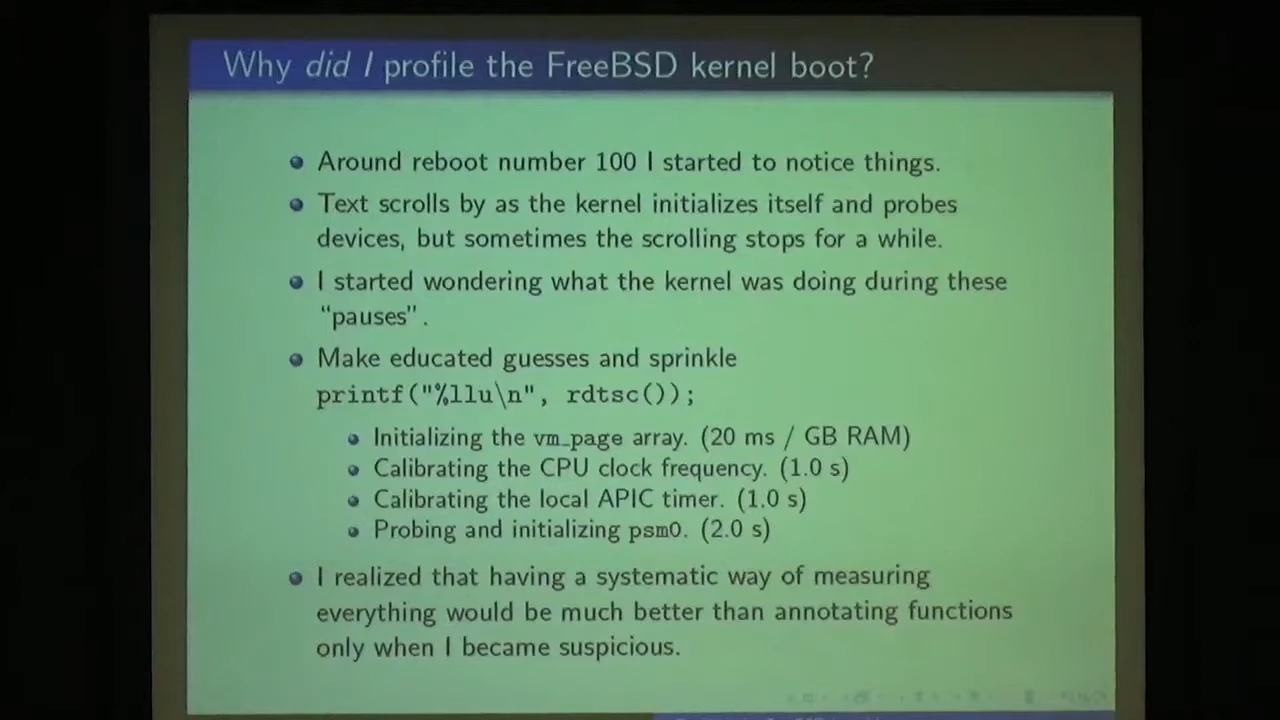 Why did I profile the FreeBSD kernel boot?
Around reboot number 100 I started to notice things.
Text scrolls by as the kernel initializes itself and probes
devices, but sometimes the scrolling stops for a while.
I started wondering what the kernel was doing during these
“pauses”.
Make educated guesses and sprinkle
printf("%llu\n", rdtsc());
Initializing the vm_page array. (20 ms / GB RAM)
Calibrating the CPU clock frequency. (1.0 s)
Calibrating the local APIC timer. (1.0 s)
Probing and initializing psm0. (2.0 s)
I realized that having a systematic way of measuring
everything would be much better than annotating functions
only when I became suspicious.